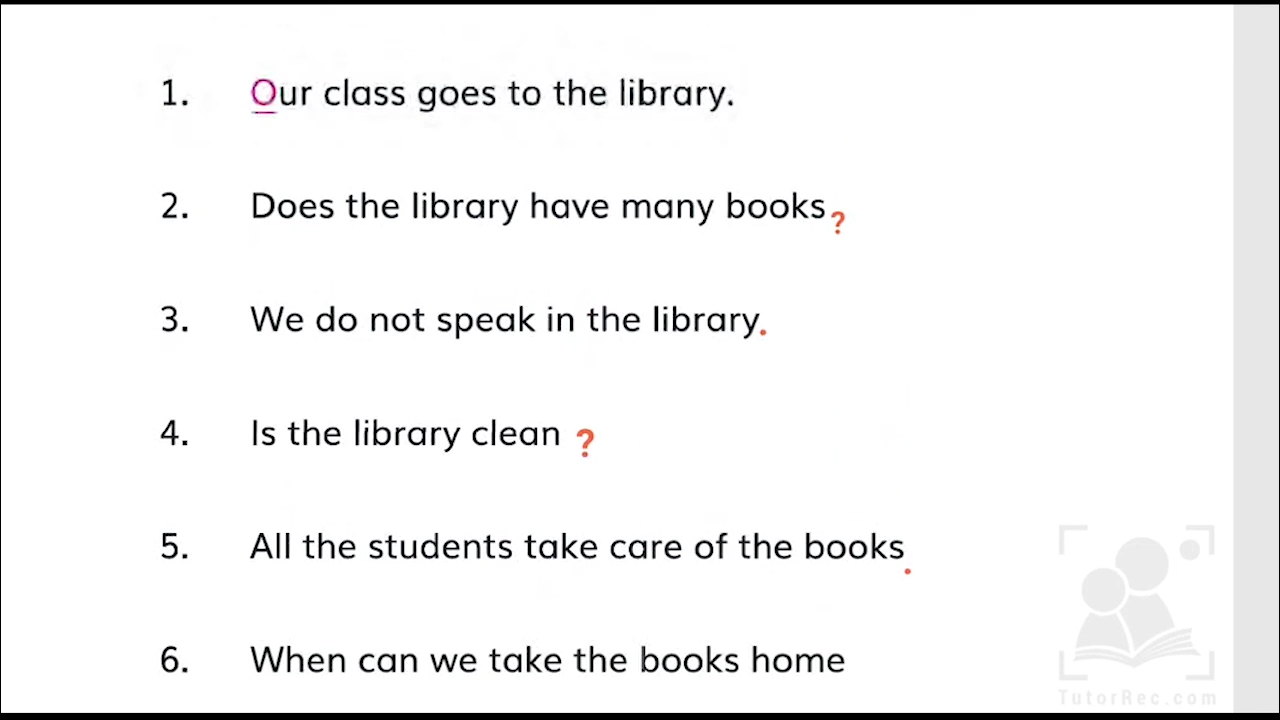 1. Our class goes to the library.
2. Does the library have many books?
3. We do not speak in the library.
4. Is the library clean ?
5. All the students take care of the books.
6. When can we take the books home
TutorRec.com